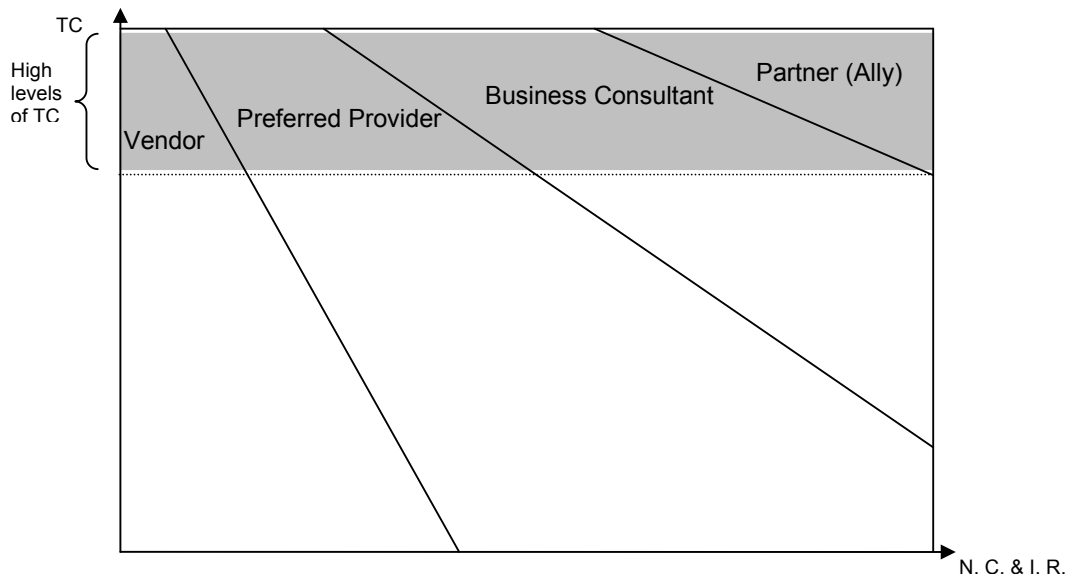 TC
High
levels
of TC
Partner (Ally)
Business Consultant
Preferred Provider
Vendor
N. C. & I. R.